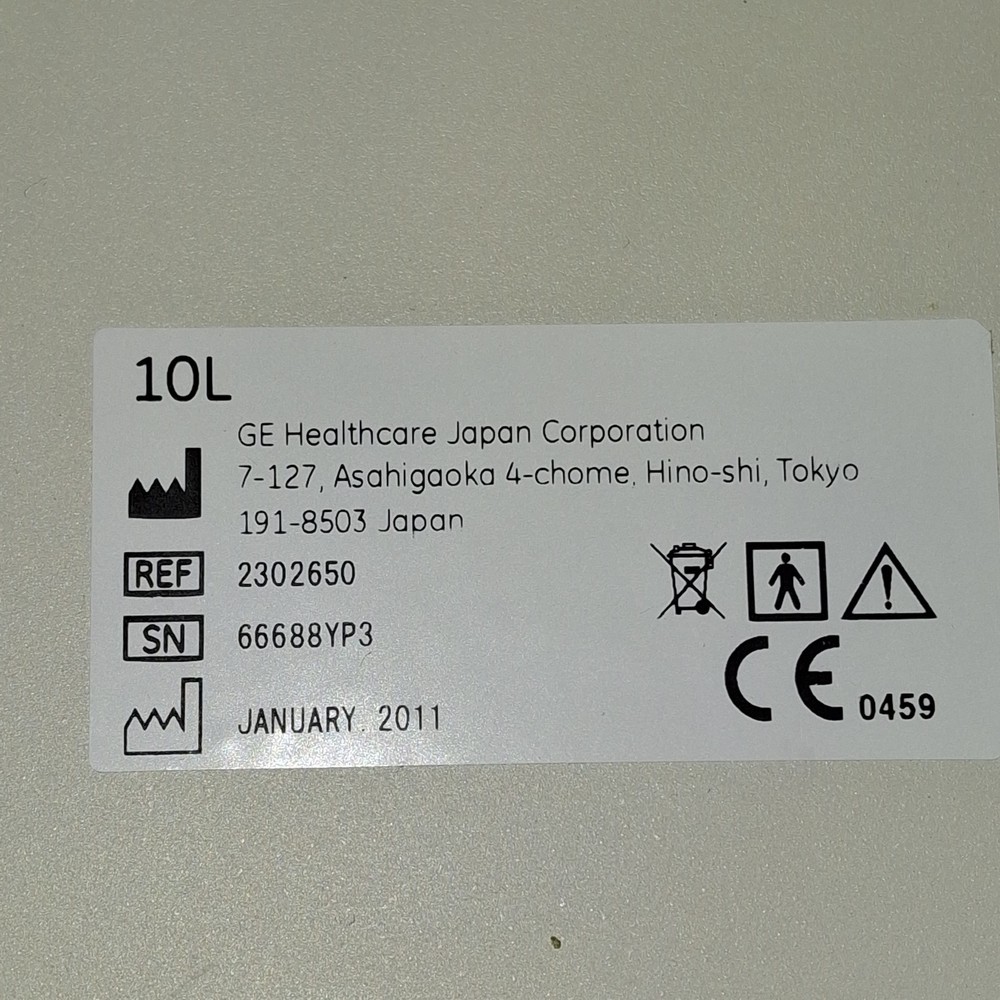 10L
GE Healthcare Japan Corporation
7-127, Asahigaoka 4-chome, Hino-shi, Tokyo
191-8503 Japan
REF 2302650
SN 66688YP3
JANUARY. 2011
CE 0459